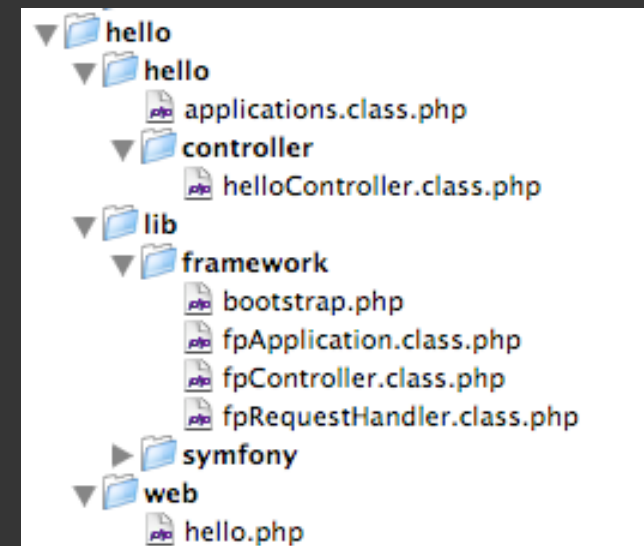 hello
hello
applications.class.php
controller
helloController.class.php
lib
framework
bootstrap.php
fpApplication.class.php
fpController.class.php
fpRequestHandler.class.php
symfony
web
hello.php